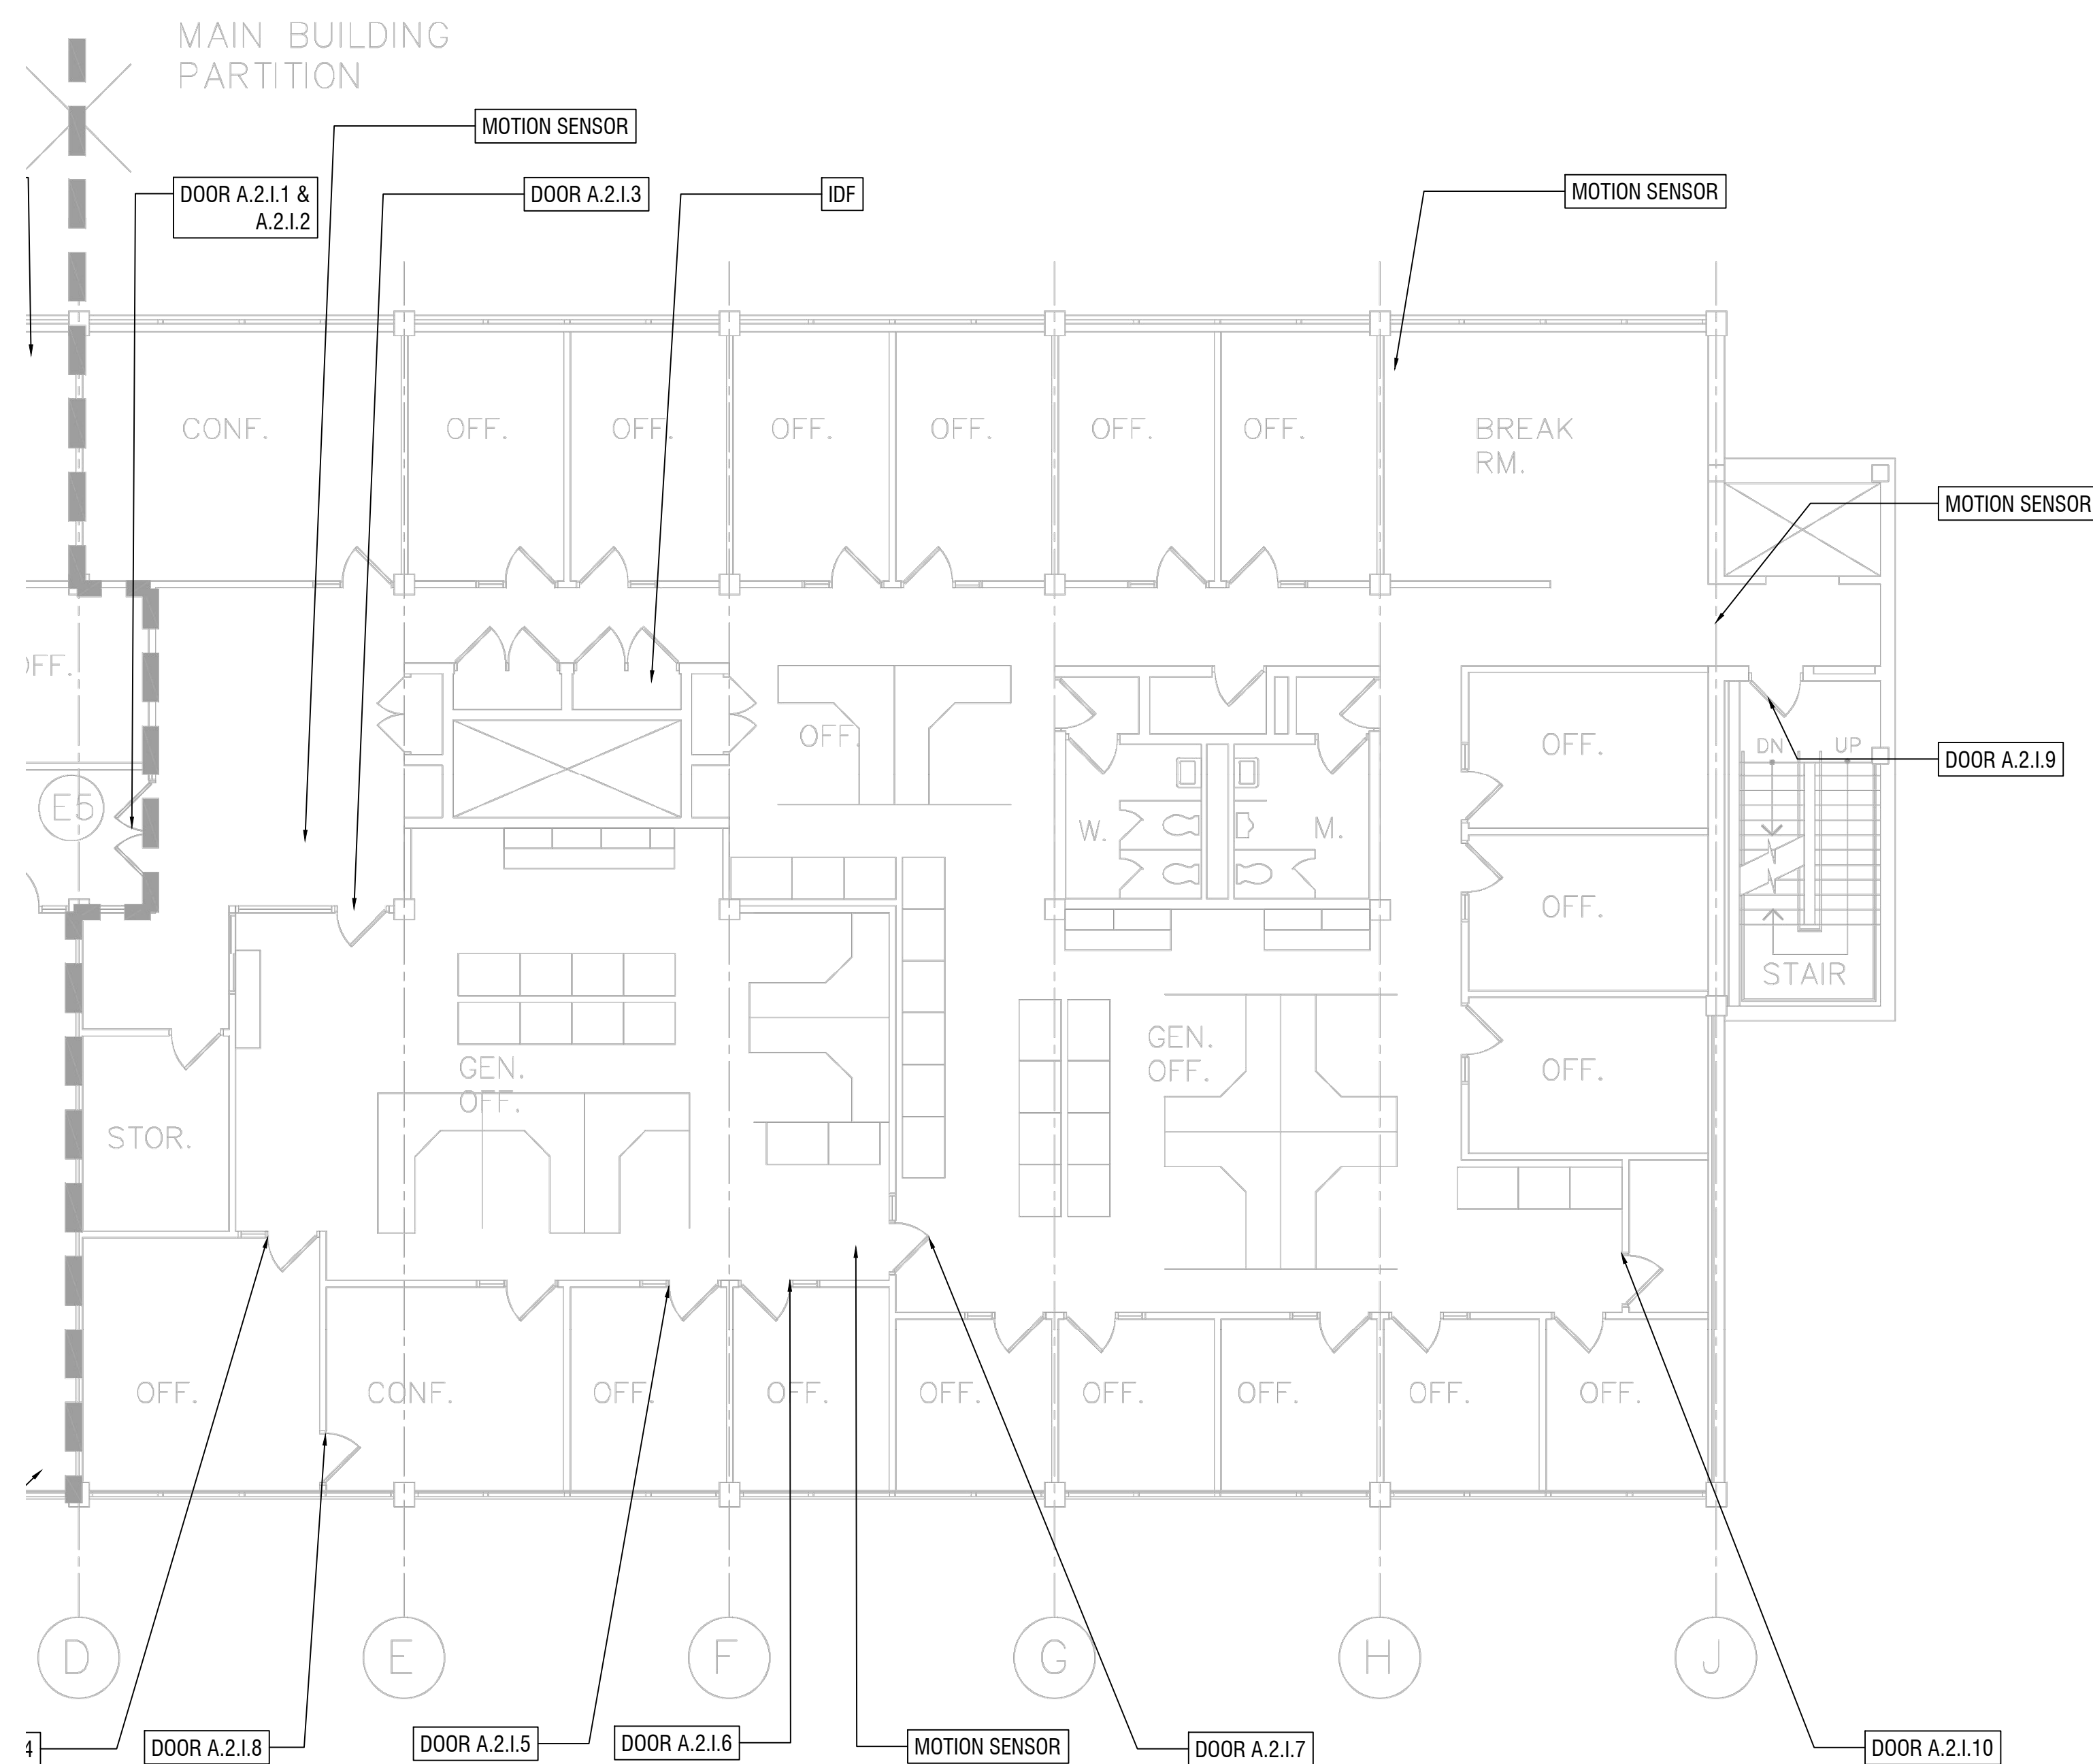 MAIN BUILDING
PARTITION
MOTION SENSOR
DOOR A.2.I.1 &
A.2.I.2
DOOR A.2.I.3
IDF
MOTION SENSOR
CONF.
OFF.
OFF.
OFF.
OFF.
OFF.
OFF.
BREAK
RM.
MOTION SENSOR
OFF.
OFF.
OFF.
DN
UP
DOOR A.2.I.9
E5
W.
M.
OFF.
STAIR
GEN.
OFF.
GEN.
OFF.
OFF.
STOR.
OFF.
CONF.
OFF.
OFF.
OFF.
OFF.
OFF.
OFF.
OFF.
D
E
F
G
H
J
4
DOOR A.2.I.8
DOOR A.2.I.5
DOOR A.2.I.6
MOTION SENSOR
DOOR A.2.I.7
DOOR A.2.I.10